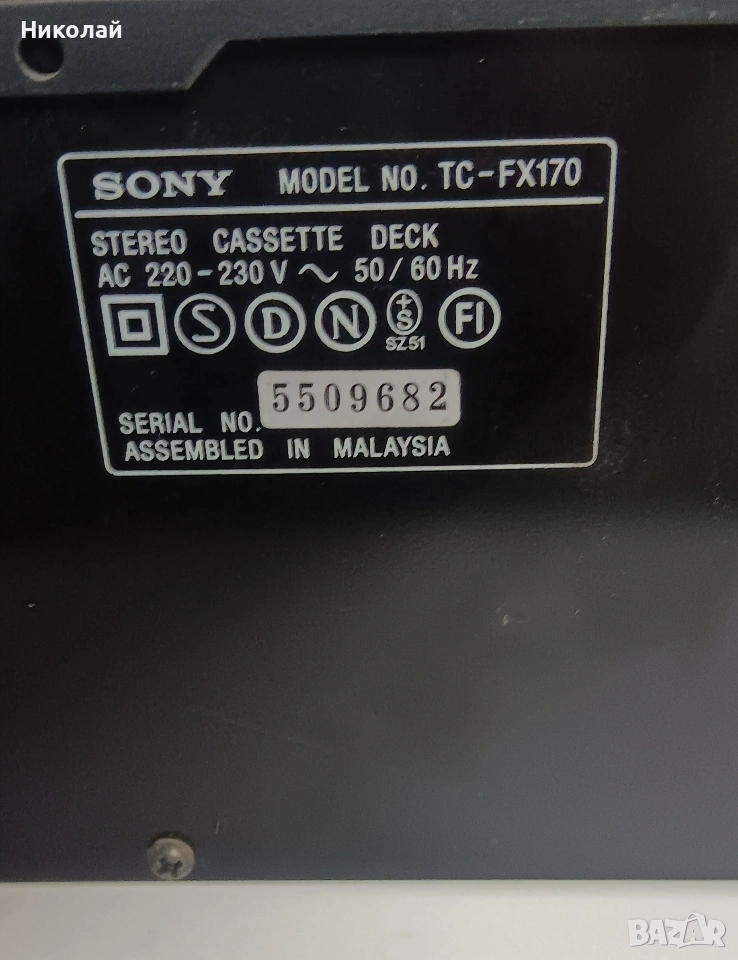 Николай
SONY MODEL NO. TC-FX170
STEREO CASSETTE DECK
AC 220-230 V ~ 50/60 Hz
S D N +S FI
SZ51
SERIAL NO. 5509682
ASSEMBLED IN MALAYSIA
BAZAR